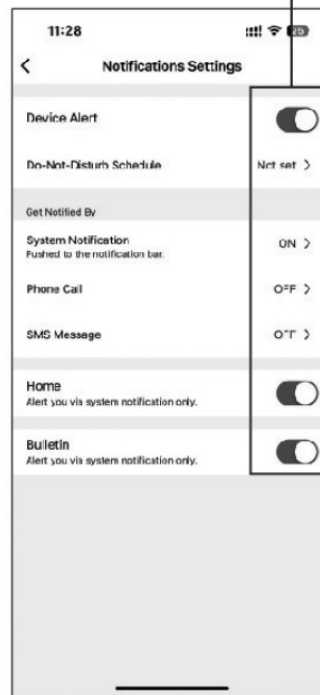 11:28
25
Notifications Settings
Device Alert
Do-Not-Disturb Schedule Not set >
Get Notified By
System Notification ON >
Pushed to the notification bar.
Phone Call OFF >
SMS Message OFF >
Home
Alert you via system notification only.
Bulletin
Alert you via system notification only.